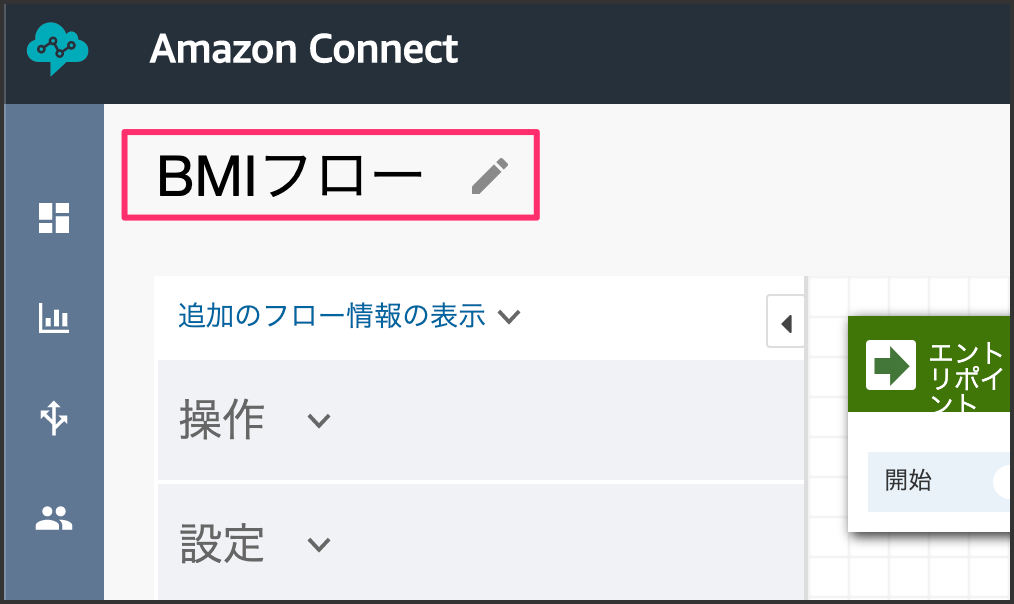 Amazon Connect
BMIフロー
追加のフロー情報の表示
操作
設定
エント
リポイ
ント
開始